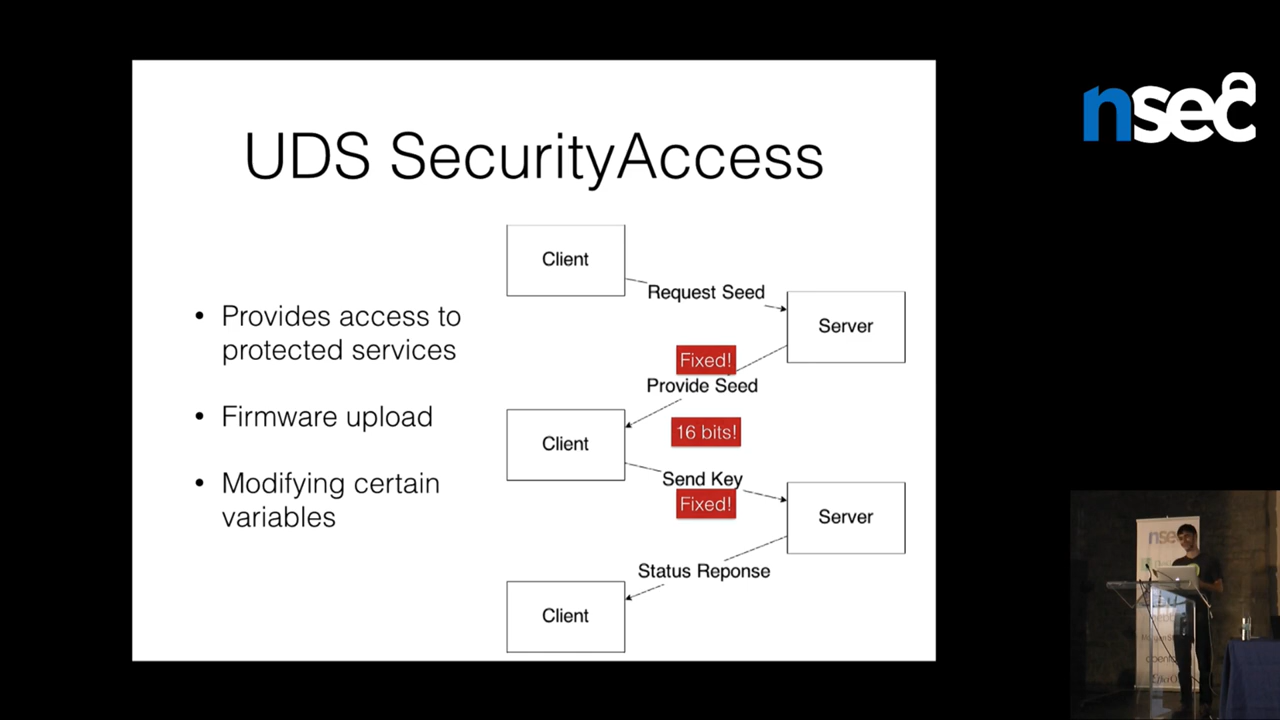 nsec
UDS SecurityAccess
• Provides access to
protected services
• Firmware upload
• Modifying certain
variables
Client
Request Seed
Server
Fixed!
Provide Seed
16 bits!
Client
Send Key
Fixed!
Server
Status Reponse
Client
nse